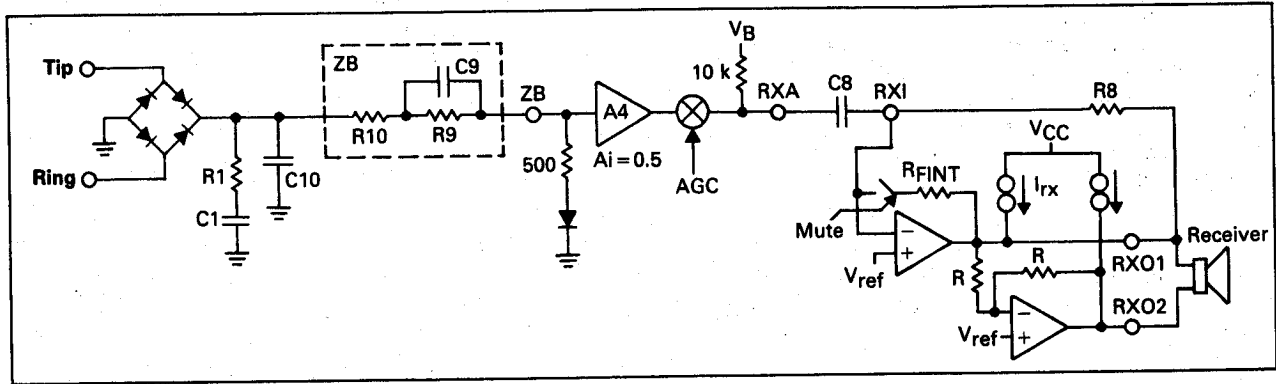 Tip
Ring
R1
C1
C10
ZB
C9
R10
R9
ZB
500
A4
Ai = 0.5
AGC
VB
10 k
RXA
C8
RXI
R8
VCC
RFINT
Irx
Mute
Vref
R
R
RXO1
Receiver
RXO2
Vref
−
+
−
+